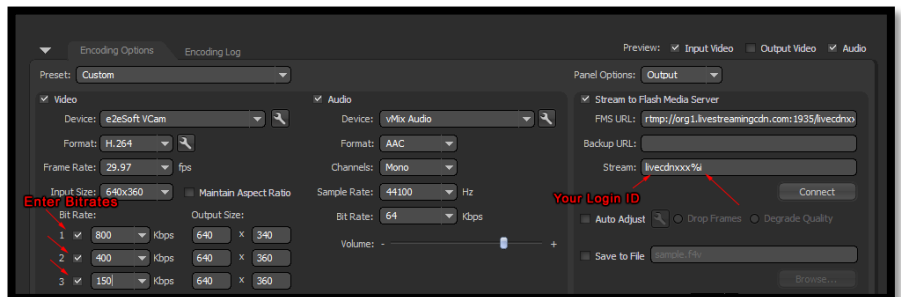 Encoding Options
Encoding Log
Preview: Input Video Output Video Audio
Preset: Custom
Panel Options: Output
Video
Device: e2eSoft VCam
Format: H.264
Frame Rate: 29.97 fps
Input Size: 640x360 Maintain Aspect Ratio
Enter Bitrates
Bit Rate: Output Size:
1 800 Kbps 640 x 340
2 400 Kbps 640 x 360
3 150 Kbps 640 x 360
Audio
Device: vMix Audio
Format: AAC
Channels: Mono
Sample Rate: 44100 Hz
Bit Rate: 64 Kbps
Volume: - +
Stream to Flash Media Server
FMS URL: rtmp://org1.livestreamingcdn.com:1935/livecdnxx
Backup URL:
Stream: livecdnxxx%i
Your Login ID
Connect
Auto Adjust Drop Frames Degrade Quality
Save to File sample.f4v
Browse...